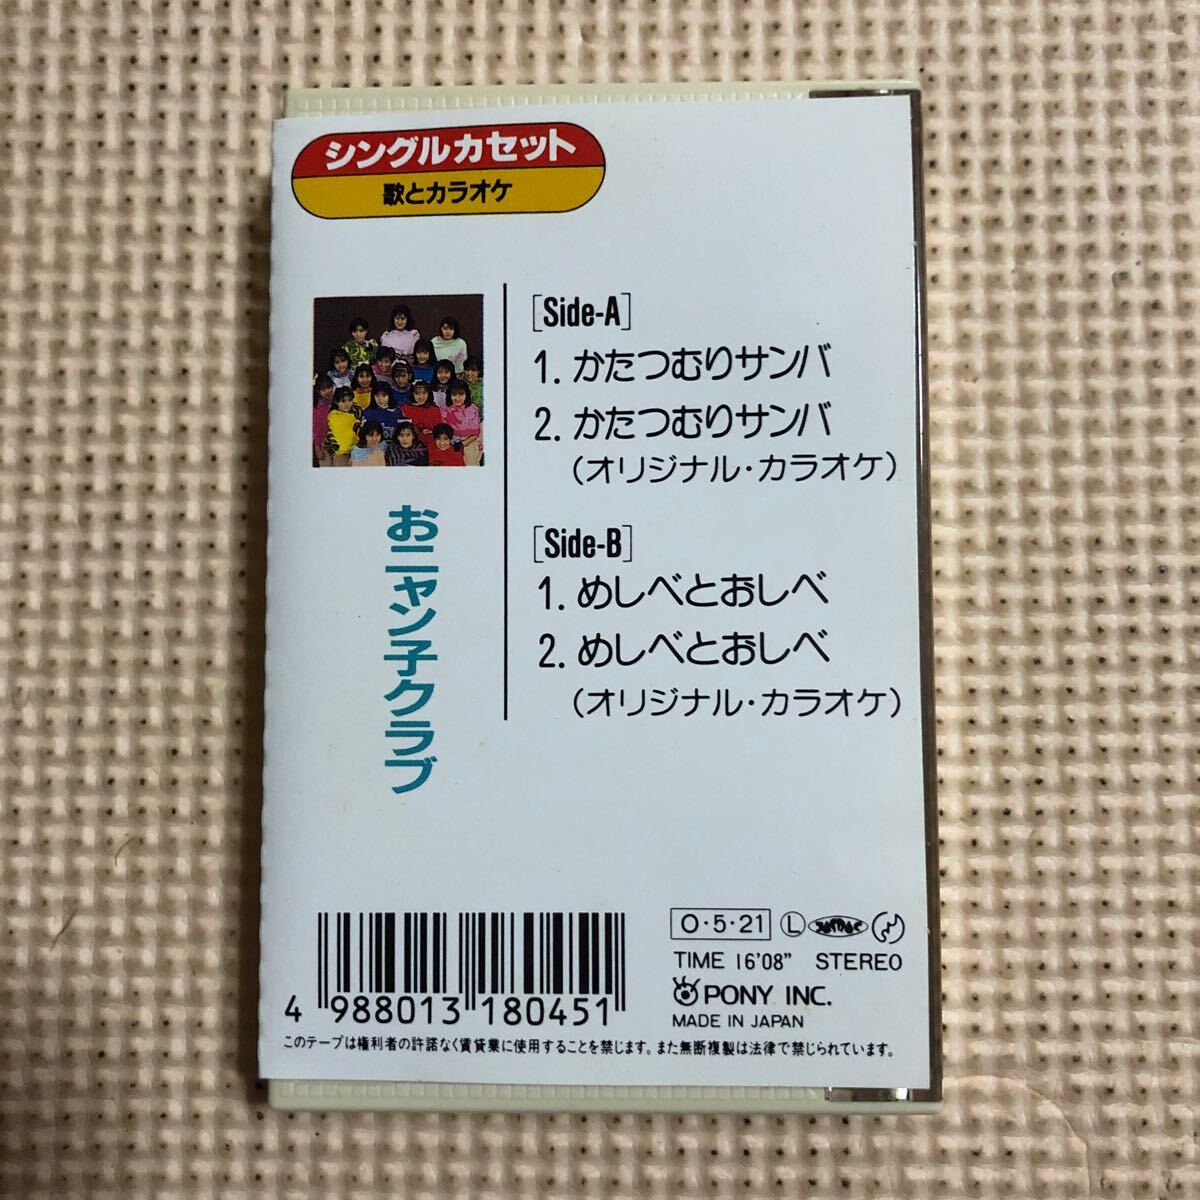 シングルカセット
歌とカラオケ
おニャン子クラブ
[Side-A]
1. かたつむりサンバ
2. かたつむりサンバ
(オリジナル・カラオケ)
[Side-B]
1. めしべとおしべ
2. めしべとおしべ
(オリジナル・カラオケ)
4 988013 180451
O・5・21 Ⓛ
TIME 16'08" STEREO
PONY INC.
MADE IN JAPAN
このテープは権利者の許諾なく賃貸業に使用することを禁じます。また無断複製は法律で禁じられています。